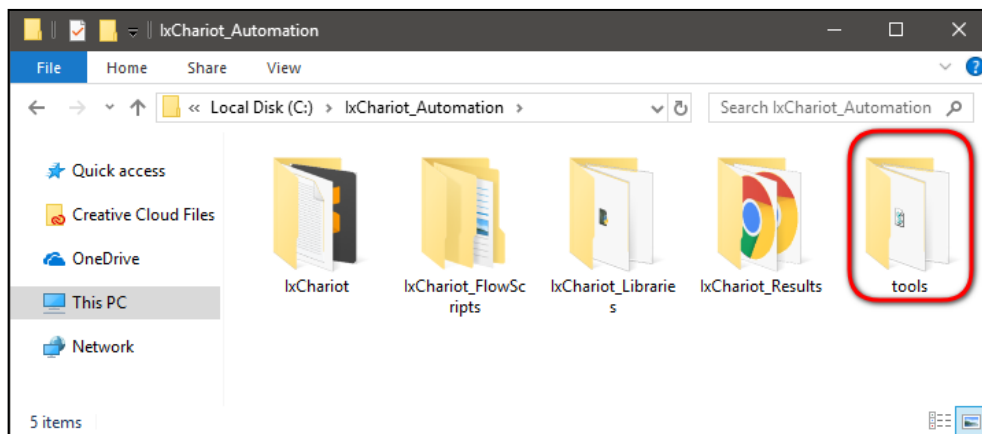 IxChariot_Automation
File Home Share View
« Local Disk (C:) > IxChariot_Automation >
Search IxChariot_Automation
Quick access
Creative Cloud Files
OneDrive
This PC
Network
IxChariot
IxChariot_FlowSc
ripts
IxChariot_Librarie
s
IxChariot_Results
tools
5 items